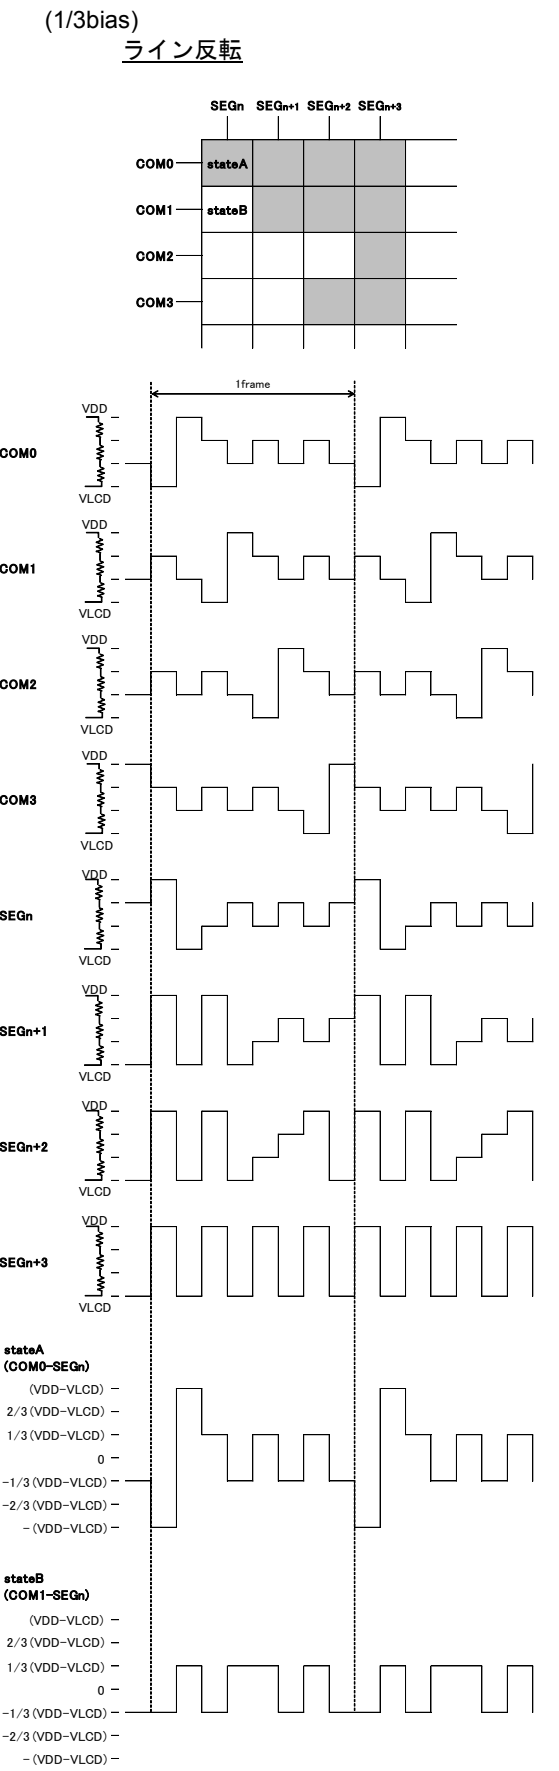 (1/3bias)
ライン反転
SEGn SEGn+1 SEGn+2 SEGn+3
COM0 stateA
COM1 stateB
COM2
COM3
1frame
VDD
COM0
VLCD
VDD
COM1
VLCD
VDD
COM2
VLCD
VDD
COM3
VLCD
VDD
SEGn
VLCD
VDD
SEGn+1
VLCD
VDD
SEGn+2
VLCD
VDD
SEGn+3
VLCD
stateA
(COM0-SEGn)
(VDD-VLCD)
2/3(VDD-VLCD)
1/3(VDD-VLCD)
0
-1/3(VDD-VLCD)
-2/3(VDD-VLCD)
-(VDD-VLCD)
stateB
(COM1-SEGn)
(VDD-VLCD)
2/3(VDD-VLCD)
1/3(VDD-VLCD)
0
-1/3(VDD-VLCD)
-2/3(VDD-VLCD)
-(VDD-VLCD)